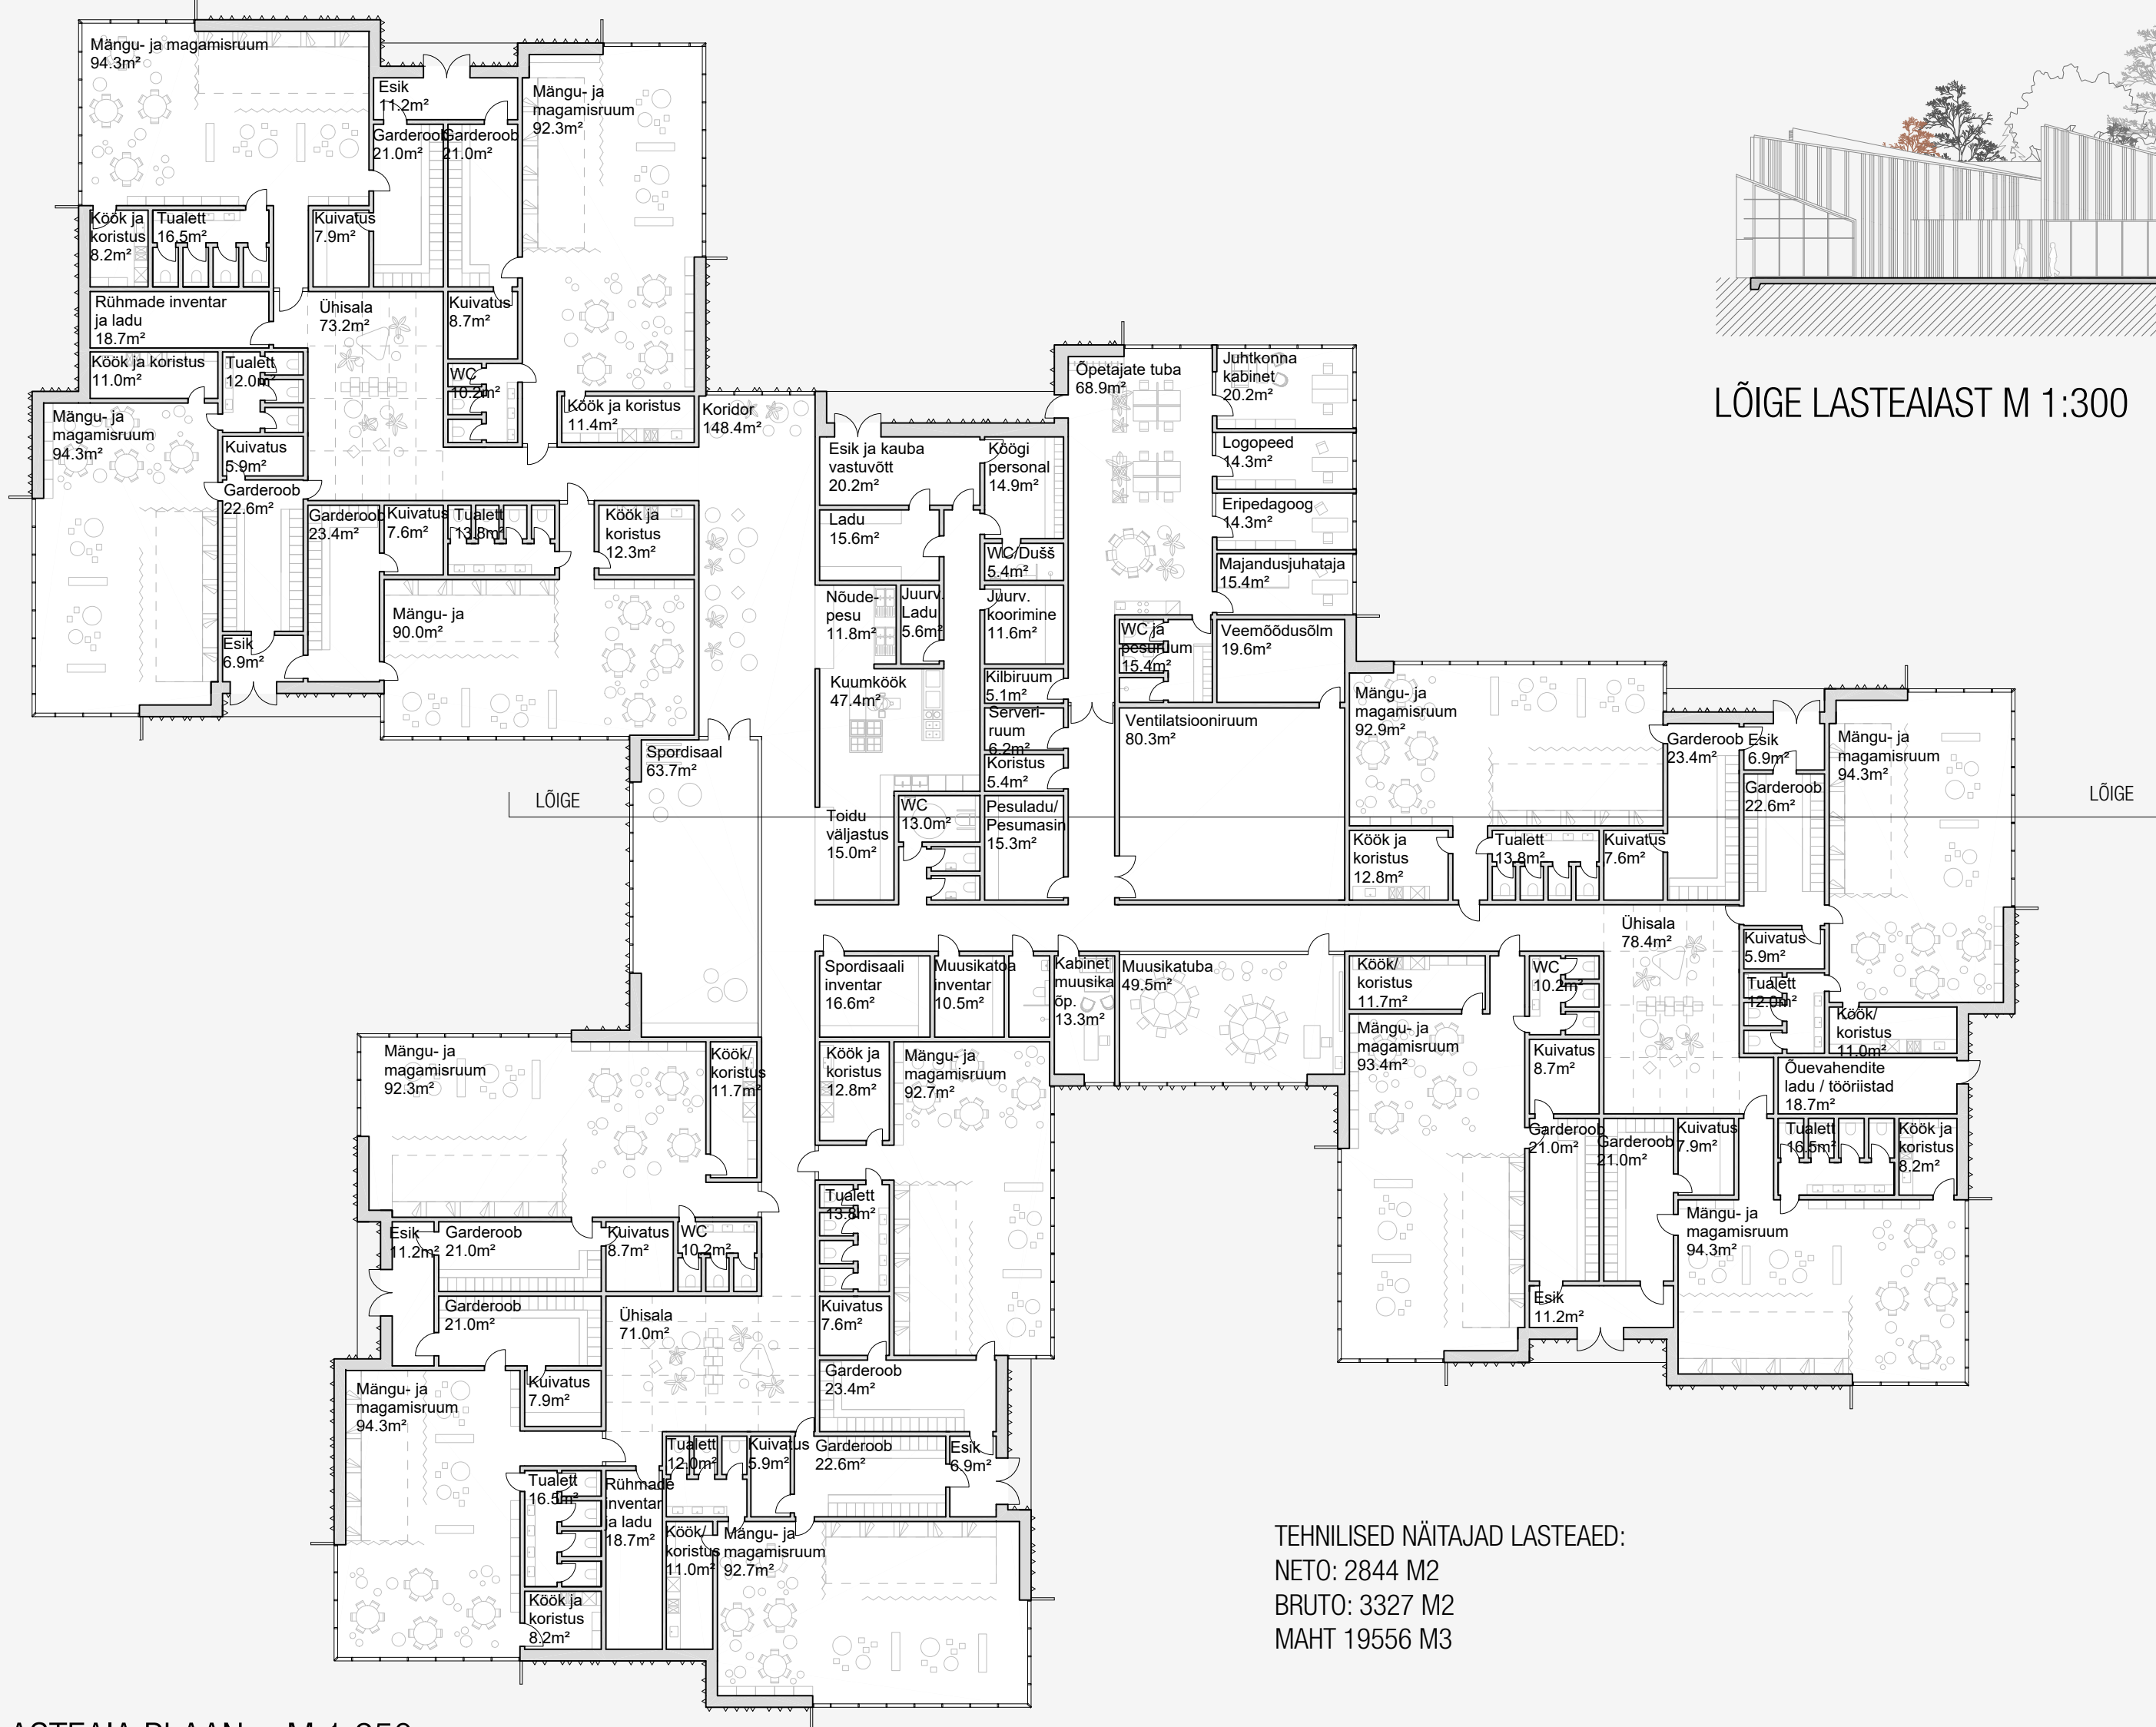 Mängu- ja magamisruum
94.3m²
Esik
11.2m²
Mängu- ja
magamisruum
92.3m²
Garderoob
21.0m²
Garderoob
21.0m²
Köök ja
koristus
8.2m²
Tualett
16.5m²
Kuivatus
7.9m²
Rühmade inventar
ja ladu
18.7m²
Ühisala
73.2m²
Kuivatus
8.7m²
Köök ja koristus
11.0m²
Tualett
12.0m²
WC
10.2m²
Köök ja koristus
11.4m²
Koridor
148.4m²
Mängu- ja
magamisruum
94.3m²
Kuivatus
5.9m²
Garderoob
22.6m²
Garderoob
23.4m²
Kuivatus
7.6m²
Tualett
13.8m²
Köök ja
koristus
12.3m²
Mängu- ja
90.0m²
Esik
6.9m²
Õpetajate tuba
68.9m²
Juhtkonna
kabinet
20.2m²
Logopeed
14.3m²
Eripedagoog
14.3m²
Majandusjuhataja
15.4m²
Esik ja kauba
vastuvõtt
20.2m²
Köögi
personal
14.9m²
Ladu
15.6m²
WC/Dušš
5.4m²
Nõude-
pesu
11.8m²
Juurv.
Ladu
5.6m²
Juurv.
koorimine
11.6m²
WC ja
pesuruum
15.4m²
Veemõõdusõlm
19.6m²
Kuumköök
47.4m²
Kilbiruum
5.1m²
Serveri-
ruum
6.2m²
Koristus
5.4m²
Ventilatsiooniruum
80.3m²
Spordisaal
63.7m²
LÕIGE
Toidu
väljastus
15.0m²
WC
13.0m²
Pesuladu/
Pesumasin
15.3m²
Mängu- ja
magamisruum
92.9m²
Garderoob
23.4m²
Esik
6.9m²
Mängu- ja
magamisruum
94.3m²
Garderoob
22.6m²
LÕIGE
Köök ja
koristus
12.8m²
Tualett
13.8m²
Kuivatus
7.6m²
Ühisala
78.4m²
Kuivatus
5.9m²
Tualett
12.0m²
Köök/
koristus
11.0m²
Spordisaali
inventar
16.6m²
Muusikatoa
inventar
10.5m²
Kabinet
muusika
õp.
13.3m²
Muusikatuba
49.5m²
Köök/
koristus
11.7m²
WC
10.2m²
Mängu- ja
magamisruum
93.4m²
Kuivatus
8.7m²
Õuevahendite
ladu / tööriistad
18.7m²
Garderoob
21.0m²
Garderoob
21.0m²
Kuivatus
7.9m²
Tualett
16.5m²
Köök ja
koristus
8.2m²
Mängu- ja
magamisruum
94.3m²
Esik
11.2m²
Mängu- ja
magamisruum
92.3m²
Köök/
koristus
11.7m²
Köök ja
koristus
12.8m²
Mängu- ja
magamisruum
92.7m²
Tualett
13.8m²
Esik
11.2m²
Garderoob
21.0m²
Kuivatus
8.7m²
WC
10.2m²
Garderoob
21.0m²
Ühisala
71.0m²
Kuivatus
7.6m²
Garderoob
23.4m²
Mängu- ja
magamisruum
94.3m²
Kuivatus
7.9m²
Tualett
12.0m²
Kuivatus
5.9m²
Garderoob
22.6m²
Esik
6.9m²
Tualett
16.5m²
Rühmade
inventar
ja ladu
18.7m²
Köök/
koristus
11.0m²
Mängu- ja
magamisruum
92.7m²
Köök ja
koristus
8.2m²
LÕIGE LASTEAIAST M 1:300
TEHNILISED NÄITAJAD LASTEAED:
NETO: 2844 M2
BRUTO: 3327 M2
MAHT 19556 M3